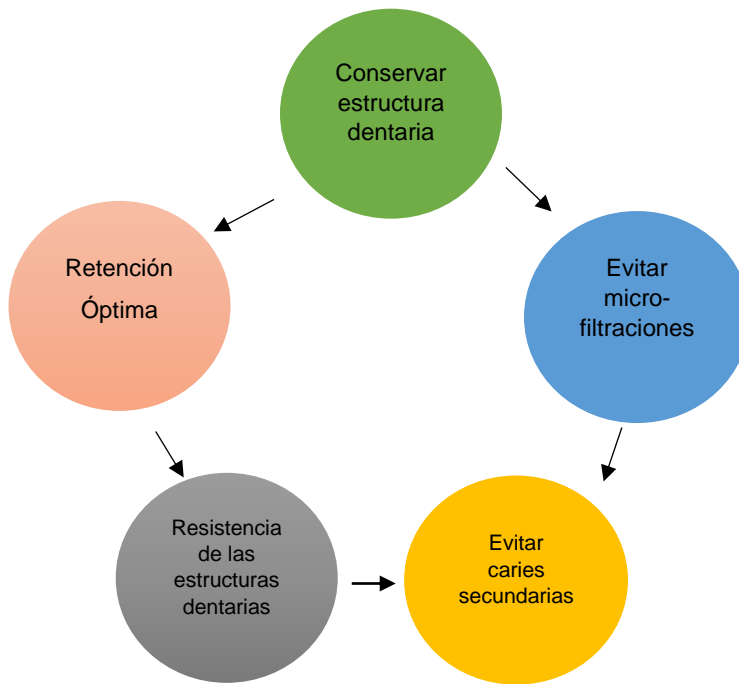 Conservar
estructura
dentaria
Retención
Óptima
Evitar
micro-
filtraciones
Resistencia
de las
estructuras
dentarias
Evitar
caries
secundarias